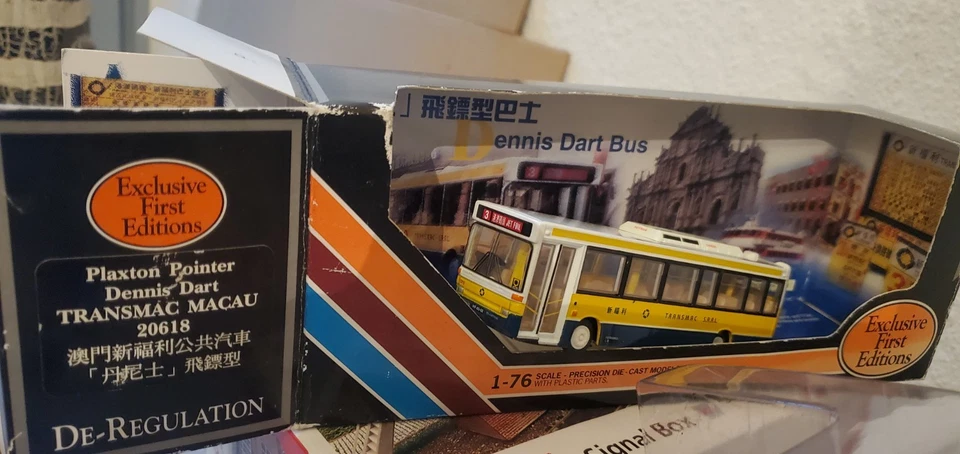 Exclusive
First
Editions
Plaxton Pointer
Dennis Dart
TRANSMAC MACAU
20618
澳門新福利公共汽車
「丹尼士」飛鏢型
DE-REGULATION
」飛鏢型巴士
Dennis Dart Bus
3
3
新福利 TRANSMAC S.A.R.L.
1-76 SCALE - PRECISION DIE-CAST MODEL
WITH PLASTIC PARTS.
Exclusive
First
Editions
Signal Box